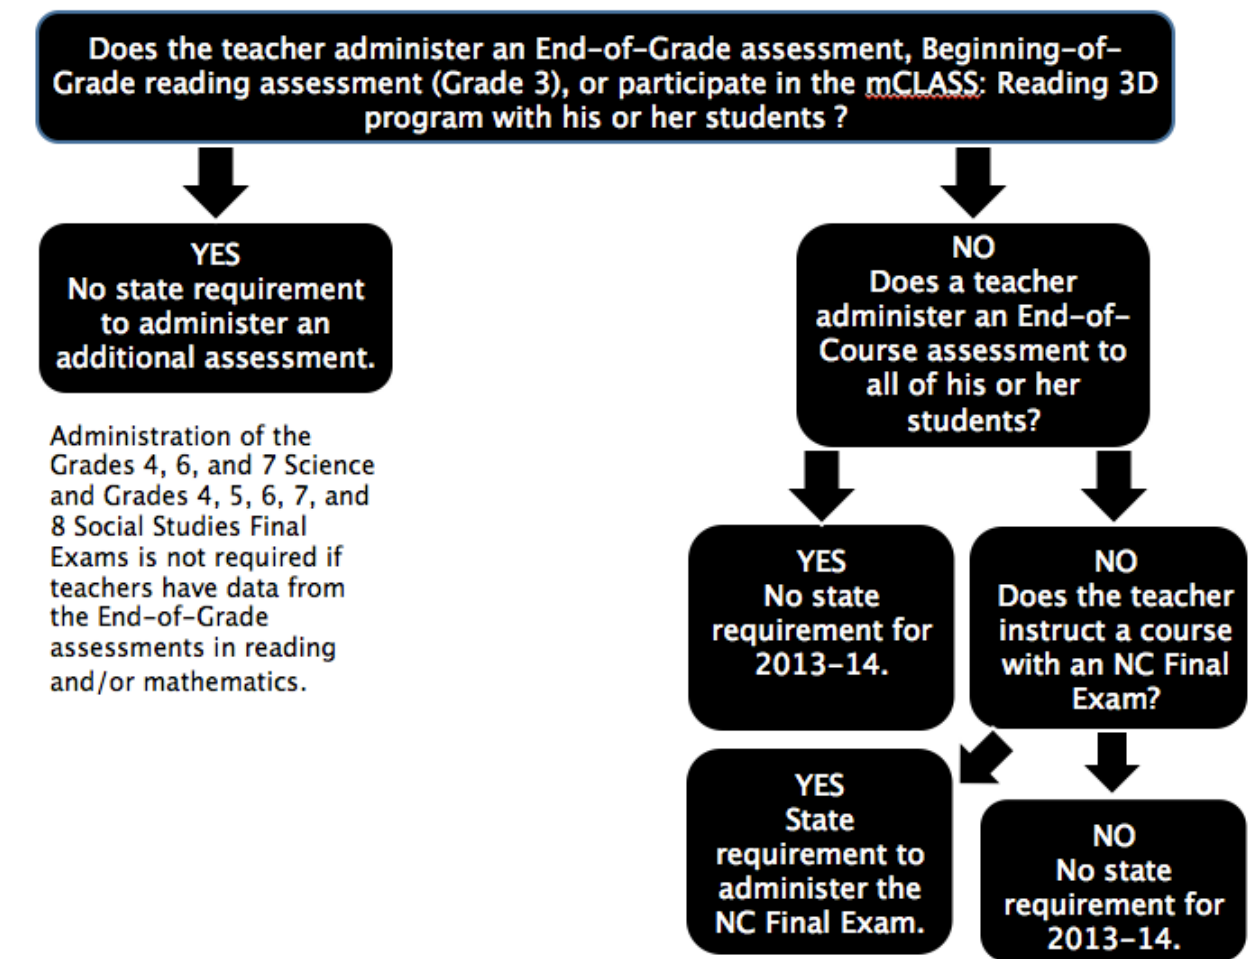 Does the teacher administer an End-of-Grade assessment, Beginning-of-
Grade reading assessment (Grade 3), or participate in the mCLASS: Reading 3D
program with his or her students ?
YES
No state requirement
to administer an
additional assessment.
Administration of the
Grades 4, 6, and 7 Science
and Grades 4, 5, 6, 7, and
8 Social Studies Final
Exams is not required if
teachers have data from
the End-of-Grade
assessments in reading
and/or mathematics.
NO
Does a teacher
administer an End-of-
Course assessment to
all of his or her
students?
YES
No state
requirement for
2013-14.
NO
Does the teacher
instruct a course
with an NC Final
Exam?
YES
State
requirement to
administer the
NC Final Exam.
NO
No state
requirement for
2013-14.